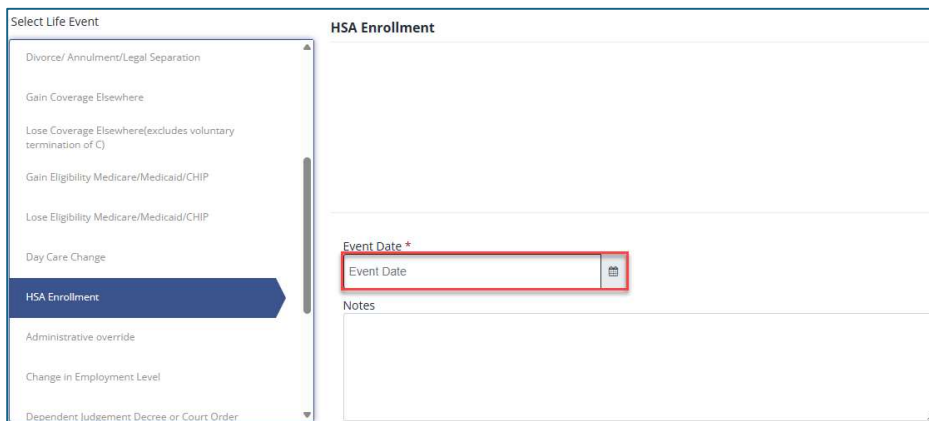 Select Life Event
Divorce/ Annulment/Legal Separation
Gain Coverage Elsewhere
Lose Coverage Elsewhere(excludes voluntary
termination of C)
Gain Eligibility Medicare/Medicaid/CHIP
Lose Eligibility Medicare/Medicaid/CHIP
Day Care Change
HSA Enrollment
Administrative override
Change in Employment Level
Dependent Judgement Decree or Court Order
HSA Enrollment
Event Date *
Event Date
Notes